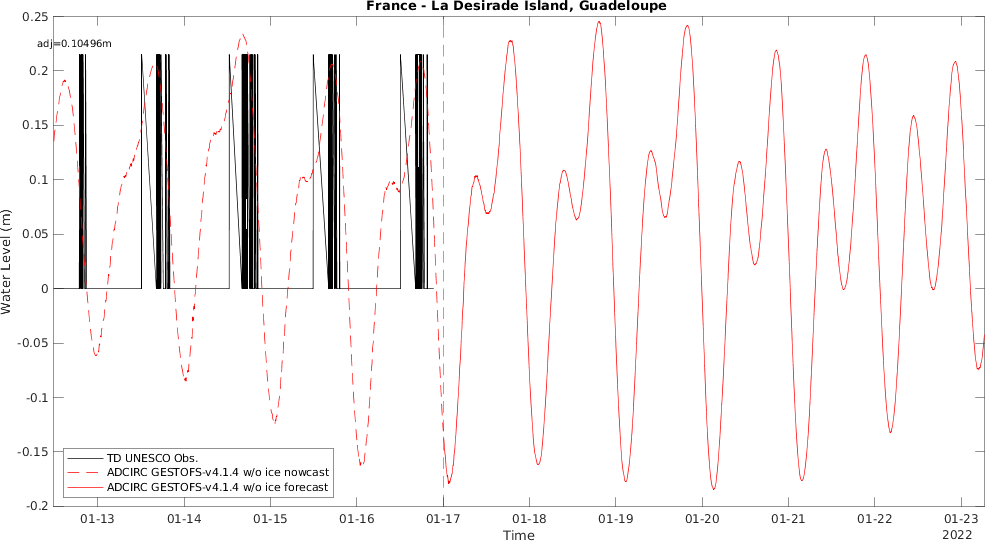 France - La Desirade Island, Guadeloupe
adj=0.10496m
0.25
0.2
0.15
0.1
0.05
0
-0.05
-0.1
-0.15
-0.2
Water Level (m)
TD UNESCO Obs.
ADCIRC GESTOFS-v4.1.4 w/o ice nowcast
ADCIRC GESTOFS-v4.1.4 w/o ice forecast
01-13 01-14 01-15 01-16 01-17 01-18 01-19 01-20 01-21 01-22 01-23
Time
2022